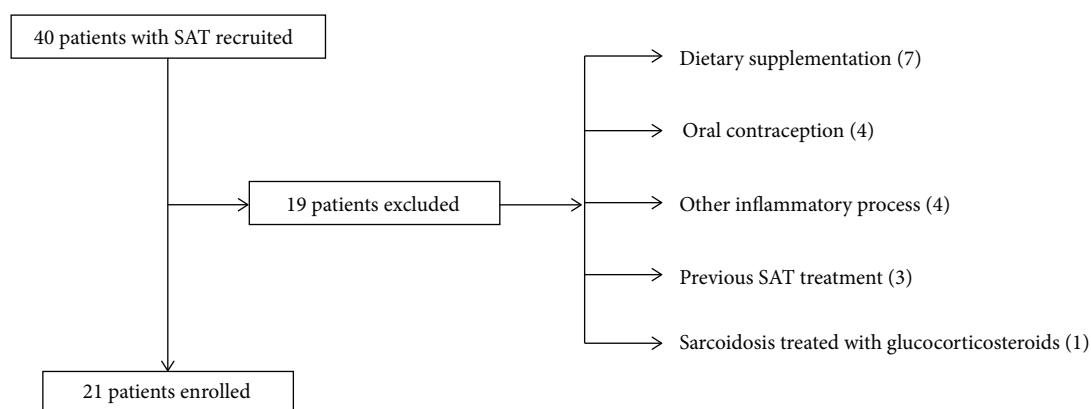 40 patients with SAT recruited
19 patients excluded
21 patients enrolled
Dietary supplementation (7)
Oral contraception (4)
Other inflammatory process (4)
Previous SAT treatment (3)
Sarcoidosis treated with glucocorticosteroids (1)